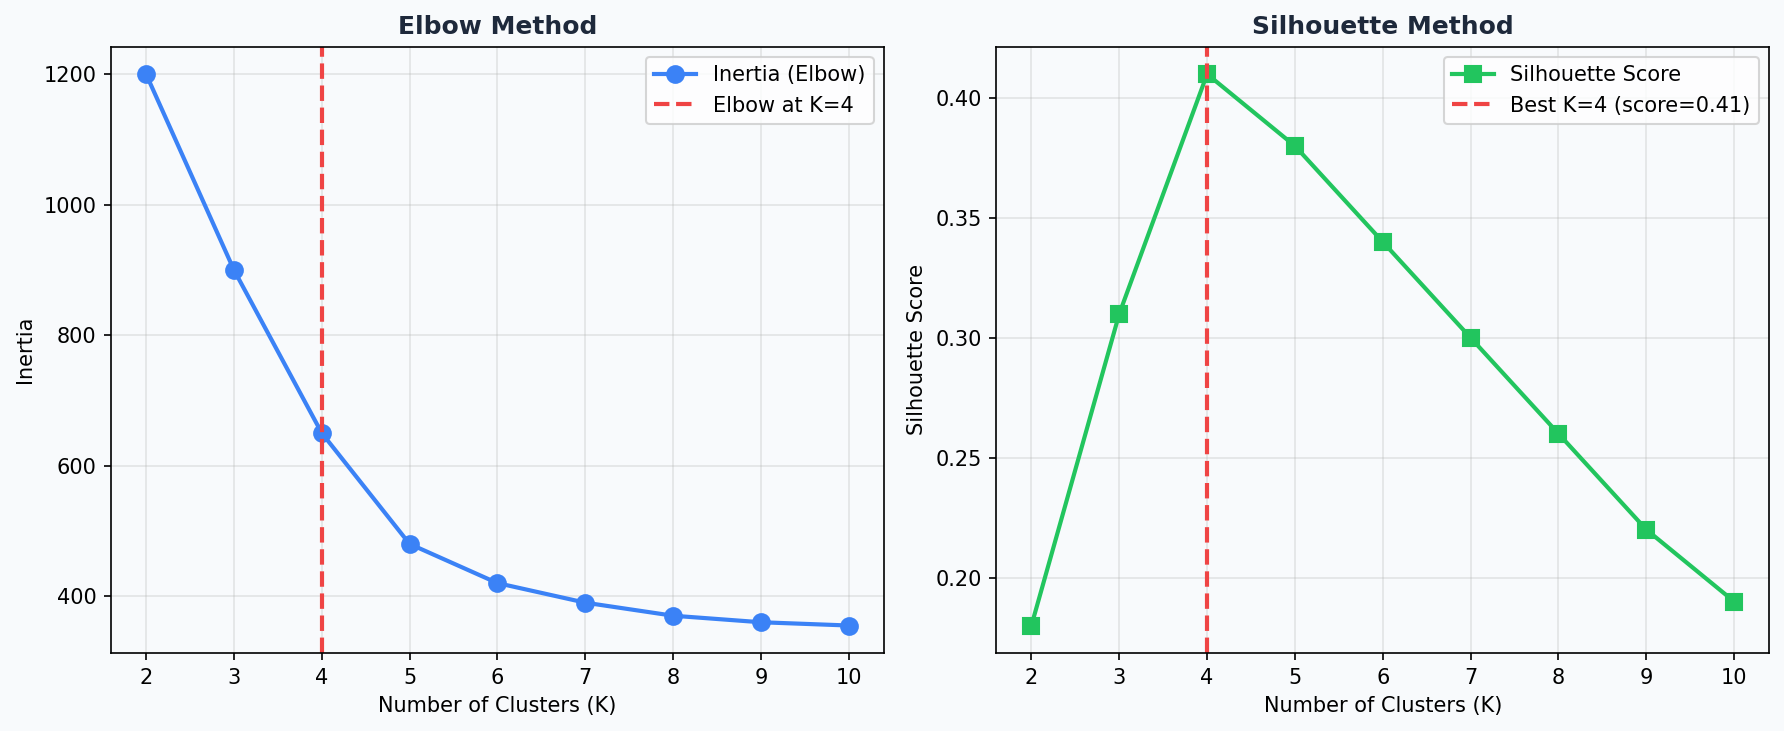 Elbow Method
Inertia (Elbow)
Elbow at K=4
1200
1000
800
600
400
Inertia
2 3 4 5 6 7 8 9 10
Number of Clusters (K)
Silhouette Method
Silhouette Score
Best K=4 (score=0.41)
0.40
0.35
0.30
0.25
0.20
Silhouette Score
2 3 4 5 6 7 8 9 10
Number of Clusters (K)